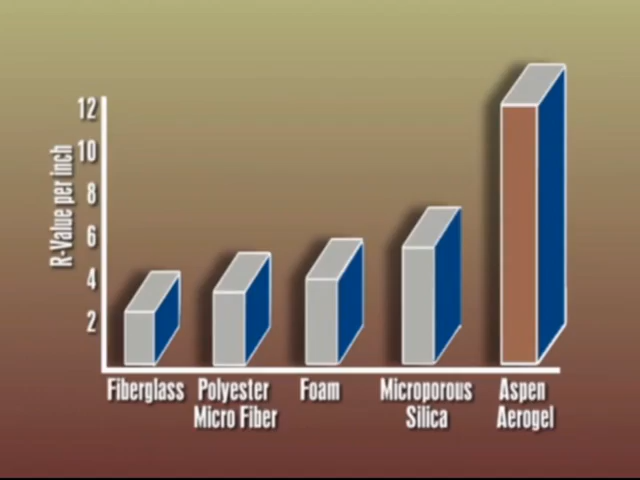 R-Value per inch
12
10
8
6
4
2
Fiberglass
Polyester
Micro Fiber
Foam
Microporous
Silica
Aspen
Aerogel